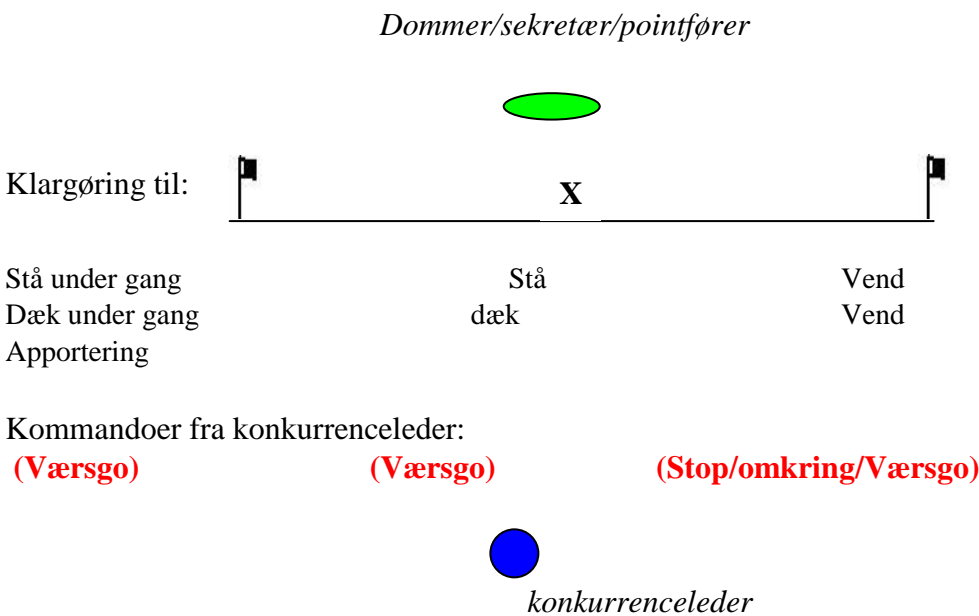 Dommer/sekretær/pointfører
Klargøring til:
X
Stå under gang Stå Vend
Dæk under gang dæk Vend
Apportering
Kommandoer fra konkurrenceleder:
(Værsgo) (Værsgo) (Stop/omkring/Værsgo)
konkurrenceleder